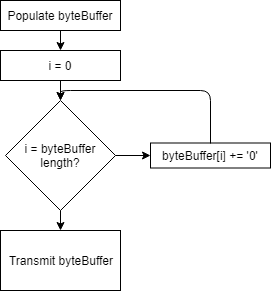 Populate byteBuffer
i = 0
i = byteBuffer
length?
byteBuffer[i] += '0'
Transmit byteBuffer